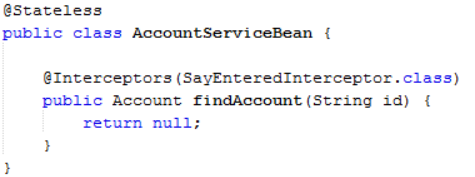 @Stateless
public class AccountServiceBean {
@Interceptors(SayEnteredInterceptor.class)
public Account findAccount(String id) {
return null;
}
}